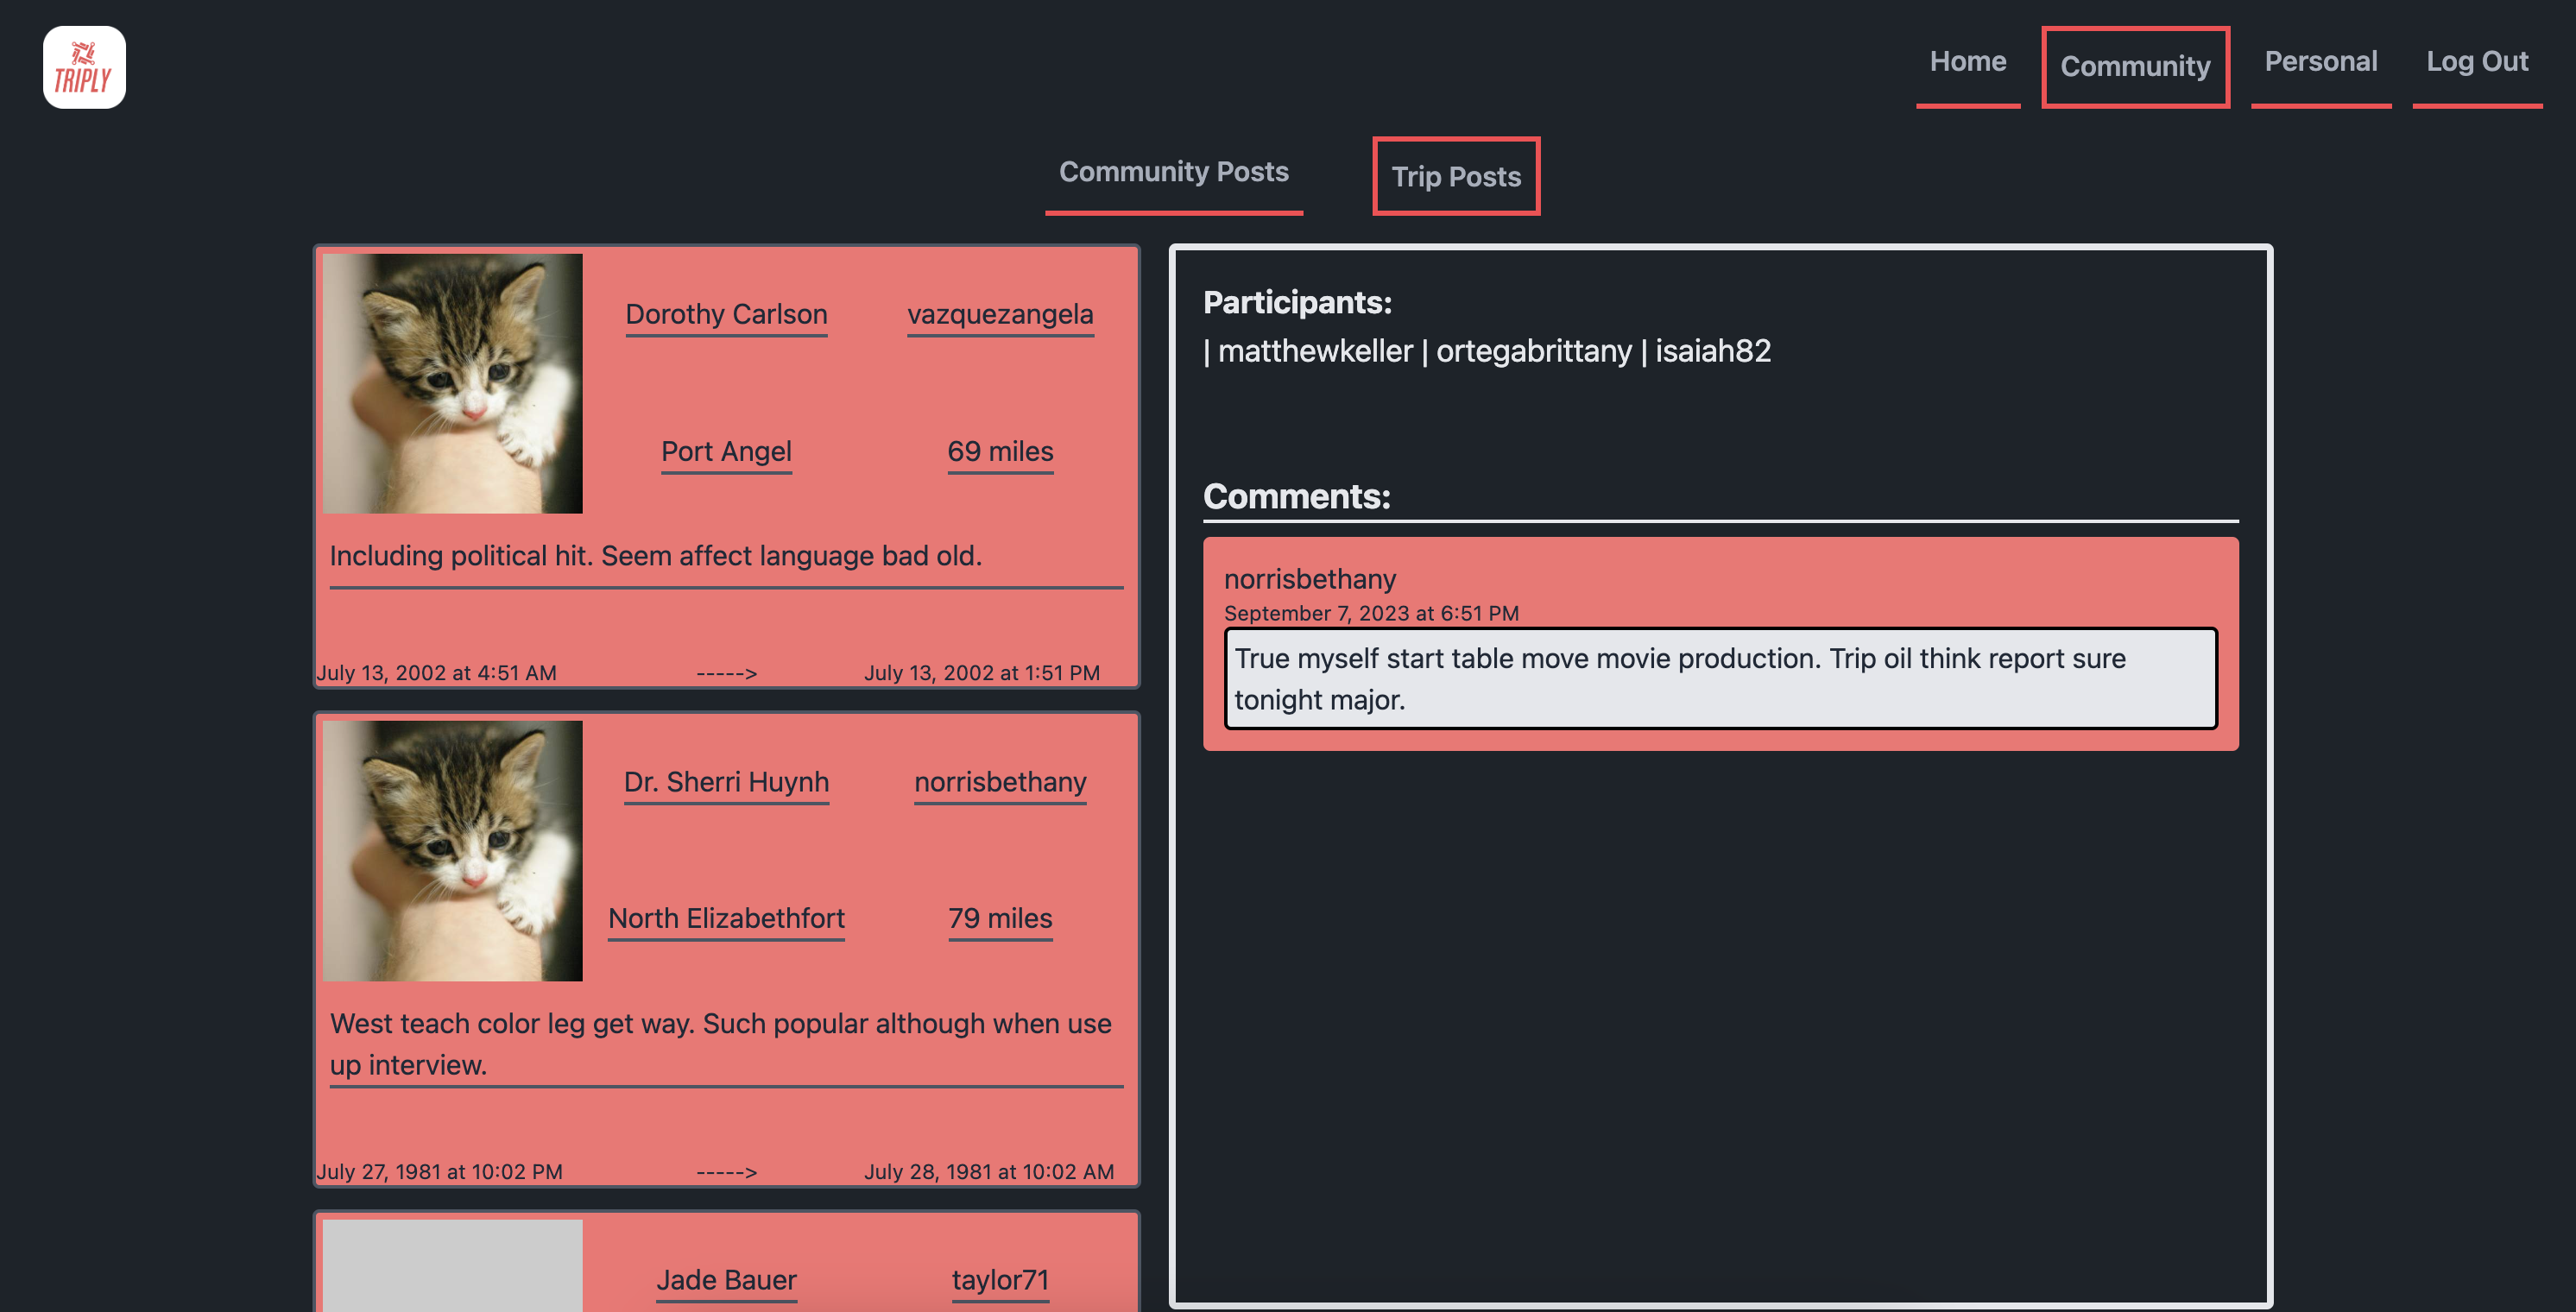 TRIPLY
Home
Community
Personal
Log Out
Community Posts
Trip Posts
Dorothy Carlson
vazquezangela
Port Angel
69 miles
Including political hit. Seem affect language bad old.
July 13, 2002 at 4:51 AM
----->
July 13, 2002 at 1:51 PM
Dr. Sherri Huynh
norrisbethany
North Elizabethfort
79 miles
West teach color leg get way. Such popular although when use
up interview.
July 27, 1981 at 10:02 PM
----->
July 28, 1981 at 10:02 AM
Jade Bauer
taylor71
Participants:
| matthewkeller | ortegabrittany | isaiah82
Comments:
norrisbethany
September 7, 2023 at 6:51 PM
True myself start table move movie production. Trip oil think report sure
tonight major.